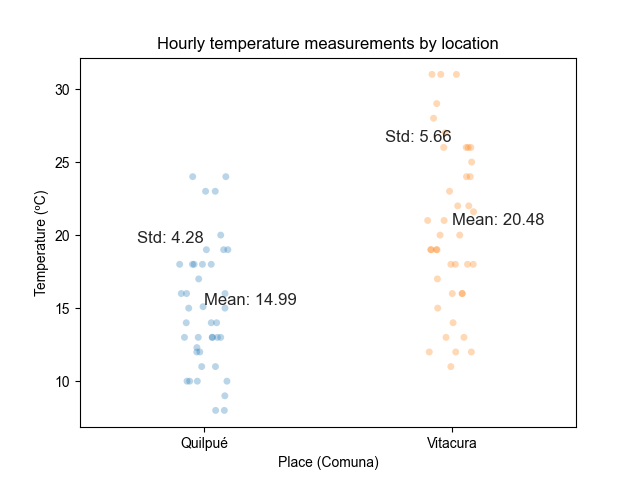 Hourly temperature measurements by location
30
25
20
15
10
Temperature (ºC)
Std: 5.66
Mean: 20.48
Std: 4.28
Mean: 14.99
Quilpué
Vitacura
Place (Comuna)